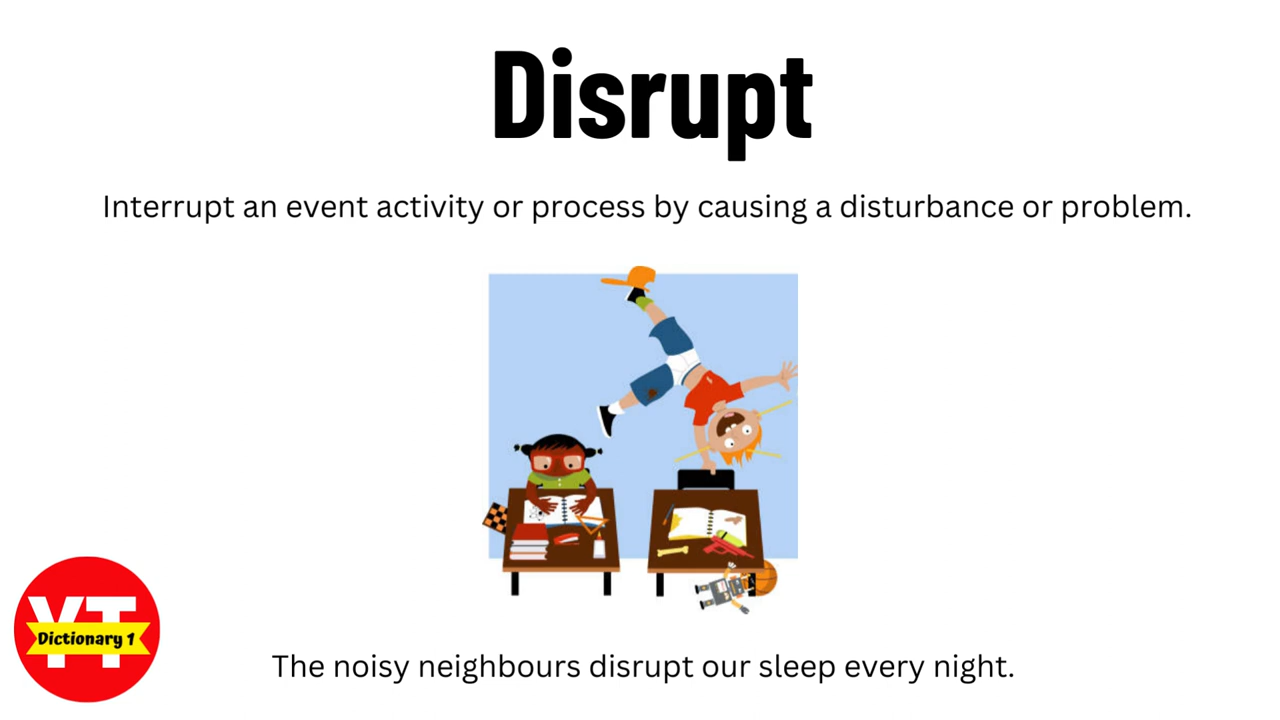 Disrupt
Interrupt an event activity or process by causing a disturbance or problem.
YT
Dictionary 1
The noisy neighbours disrupt our sleep every night.